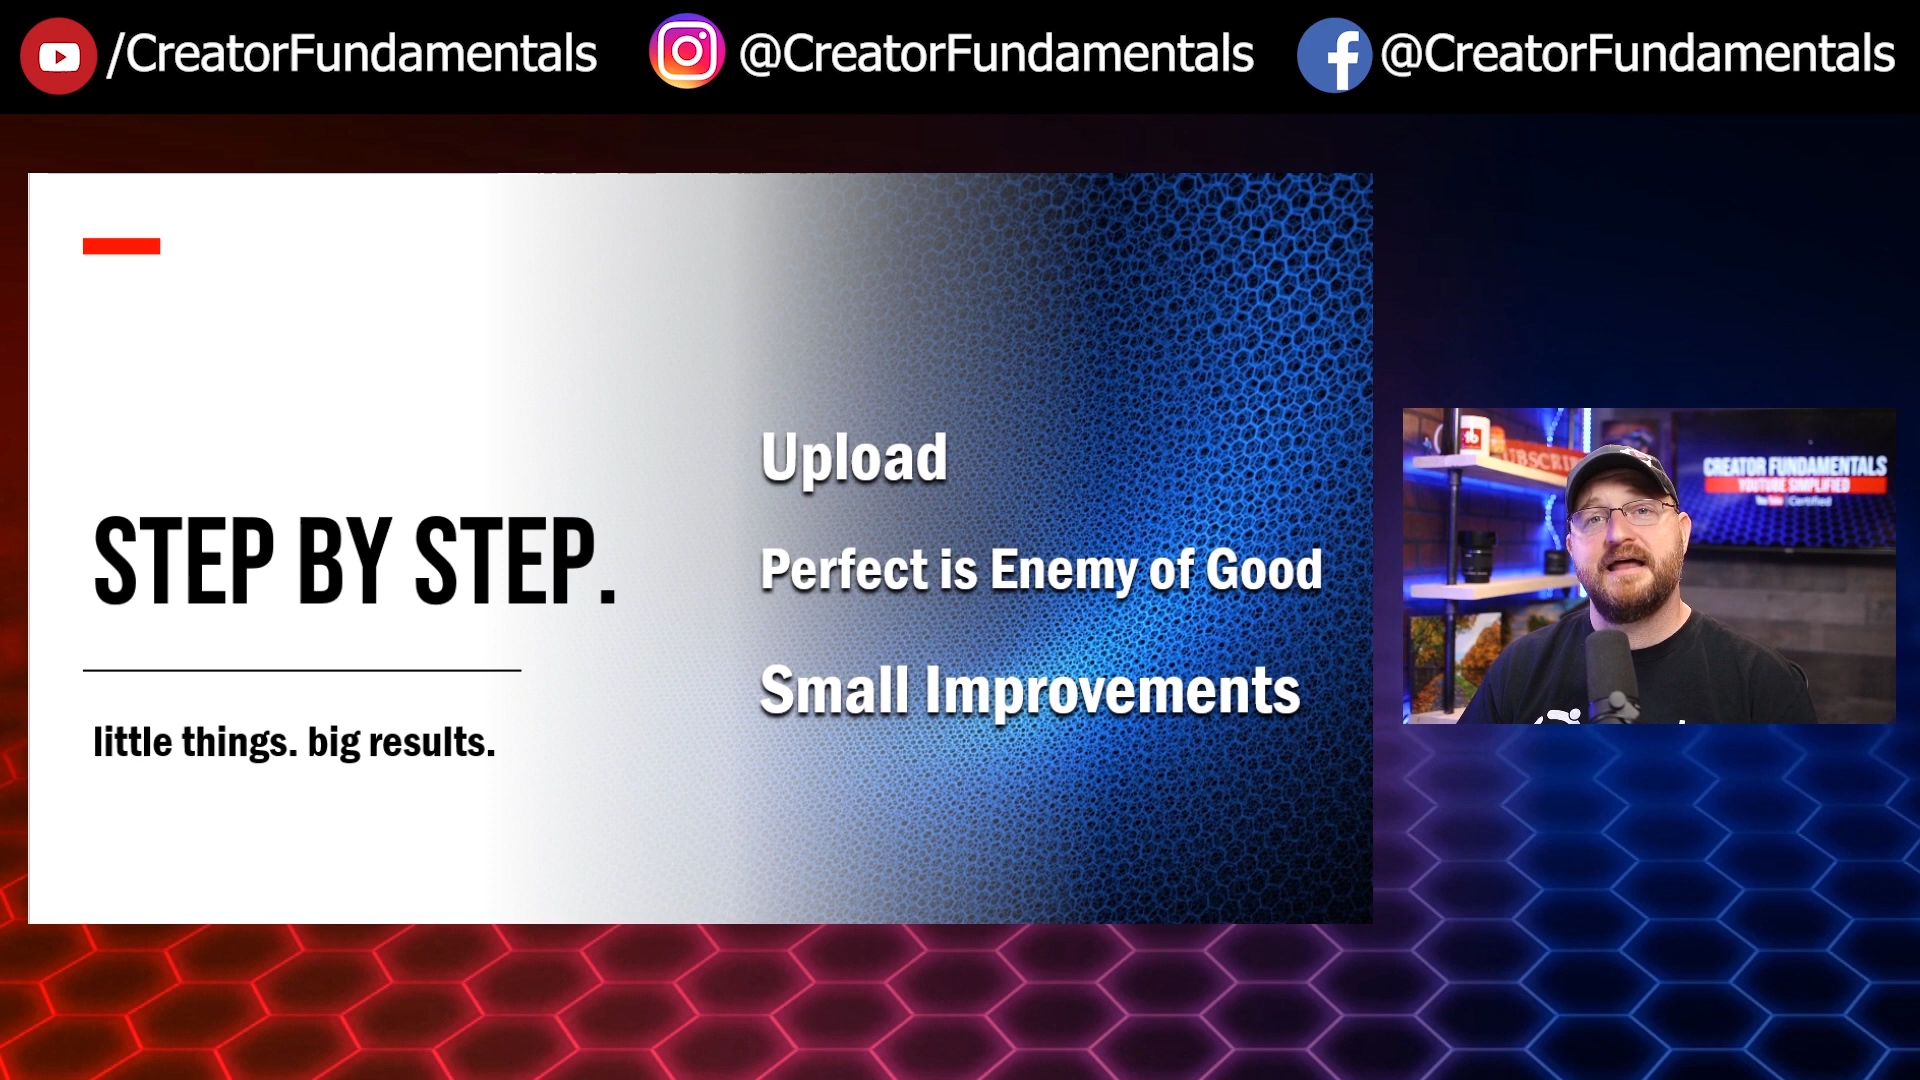 /CreatorFundamentals
@CreatorFundamentals
@CreatorFundamentals
STEP BY STEP.
little things. big results.
Upload
Perfect is Enemy of Good
Small Improvements
CREATOR FUNDAMENTALS
YOUTUBE SIMPLIFIED
Certified